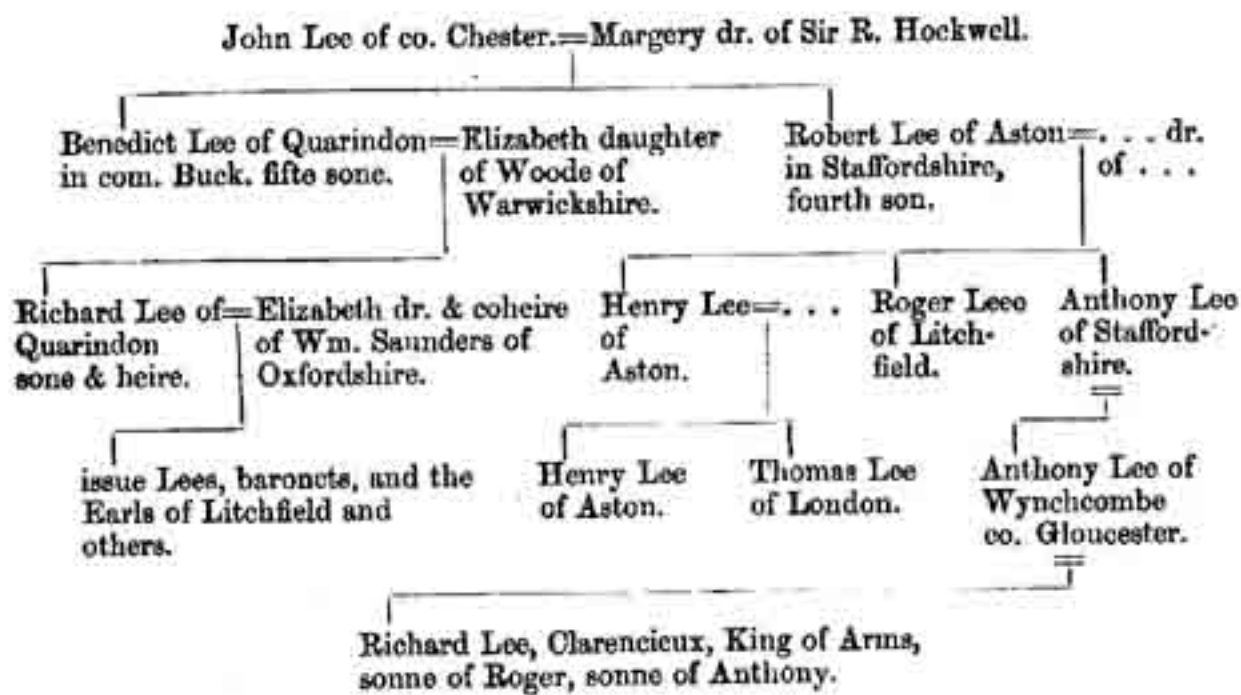 John Lee of co. Chester.=Margery dr. of Sir R. Hockwell.
Benedict Lee of Quarindon=Elizabeth daughter
in com. Buck. fifte sone.
of Woode of
Warwickshire.
Robert Lee of Aston=. . . dr.
in Staffordshire,
of . . .
fourth son.
Richard Lee of=Elizabeth dr. & coheire
Quarindon
of Wm. Saunders of
sone & heire.
Oxfordshire.
Henry Lee=. . .
of
Aston.
Roger Leee
of Litch-
field.
Anthony Lee
of Stafford-
shire.
issue Lees, baronets, and the
Earls of Litchfield and
others.
Henry Lee
of Aston.
Thomas Lee
of London.
Anthony Lee of
Wynchcombe
co. Gloucester.
Richard Lee, Clarencieux, King of Arms,
sonne of Roger, sonne of Anthony.